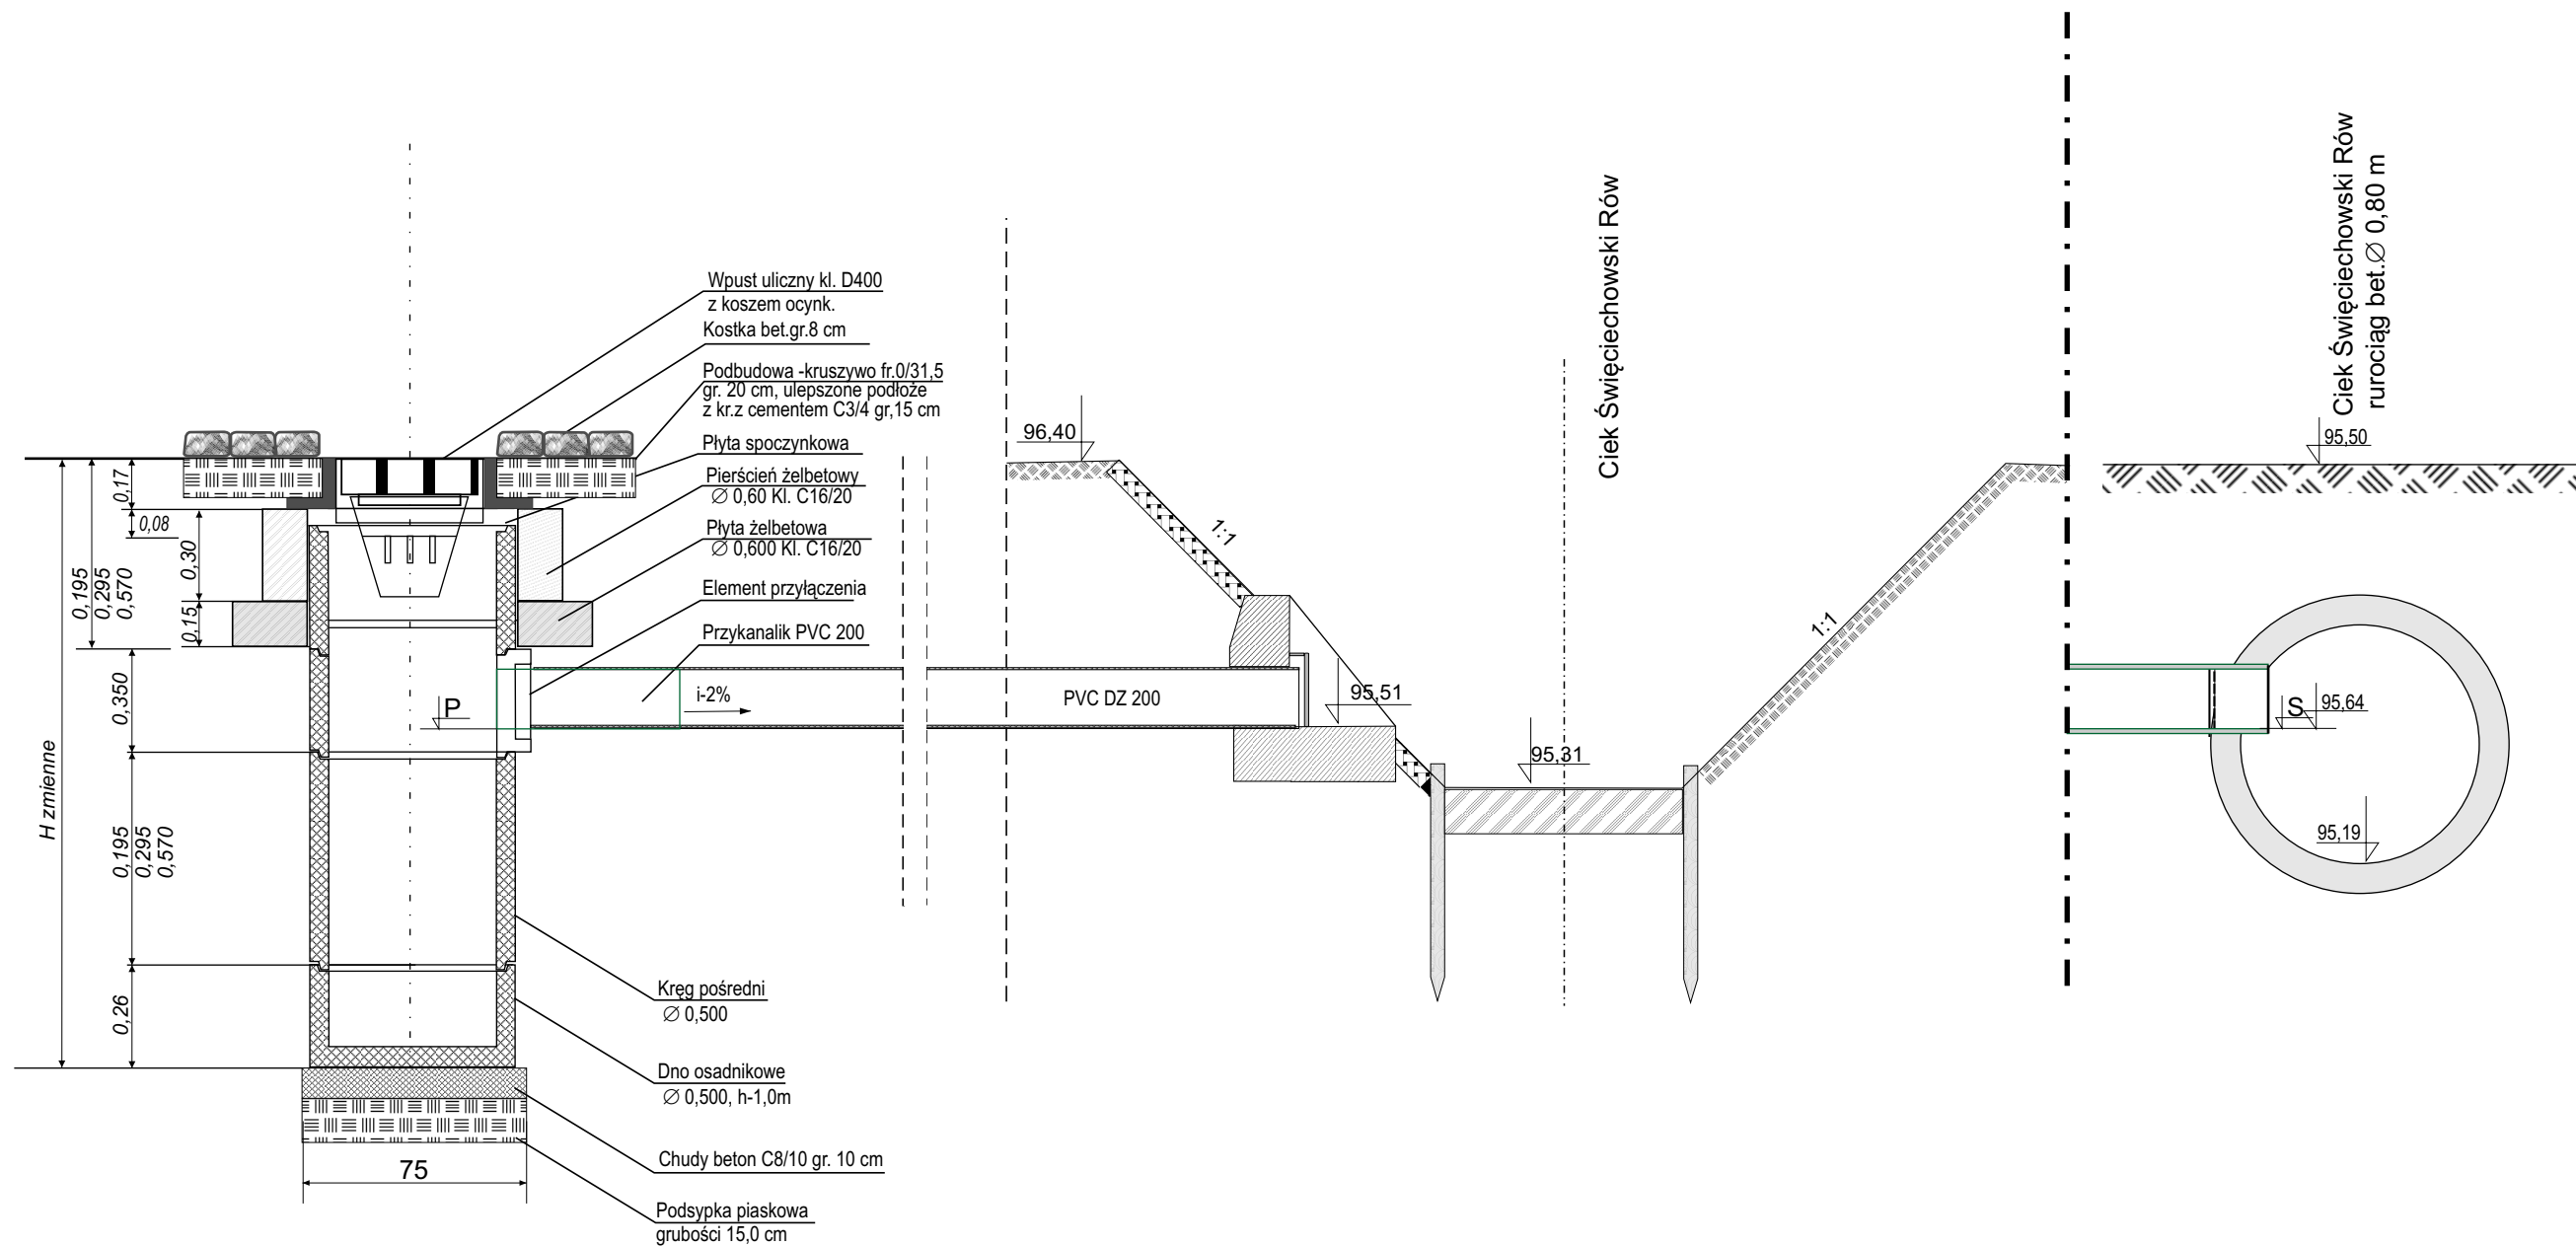 Wpust uliczny kl. D400
z koszem ocynk.
Kostka bet.gr.8 cm
Podbudowa -kruszywo fr.0/31,5
gr. 20 cm, ulepszone podłoże
z kr.z cementem C3/4 gr,15 cm
Płyta spoczynkowa
Pierścień żelbetowy
∅ 0,60 Kl. C16/20
Płyta żelbetowa
∅ 0,600 Kl. C16/20
Element przyłączenia
Przykanalik PVC 200
i-2%
P
H zmienne
0,17
0,08
0,30
0,15
0,195
0,295
0,570
0,350
0,195
0,295
0,570
0,26
75
Kręg pośredni
∅ 0,500
Dno osadnikowe
∅ 0,500, h-1,0m
Chudy beton C8/10 gr. 10 cm
Podsypka piaskowa
grubości 15,0 cm
96,40
1:1
PVC DZ 200
95,51
95,31
Ciek Święciechowski Rów
1:1
Ciek Święciechowski Rów
rurociąg bet.∅ 0,80 m
95,50
S
95,64
95,19